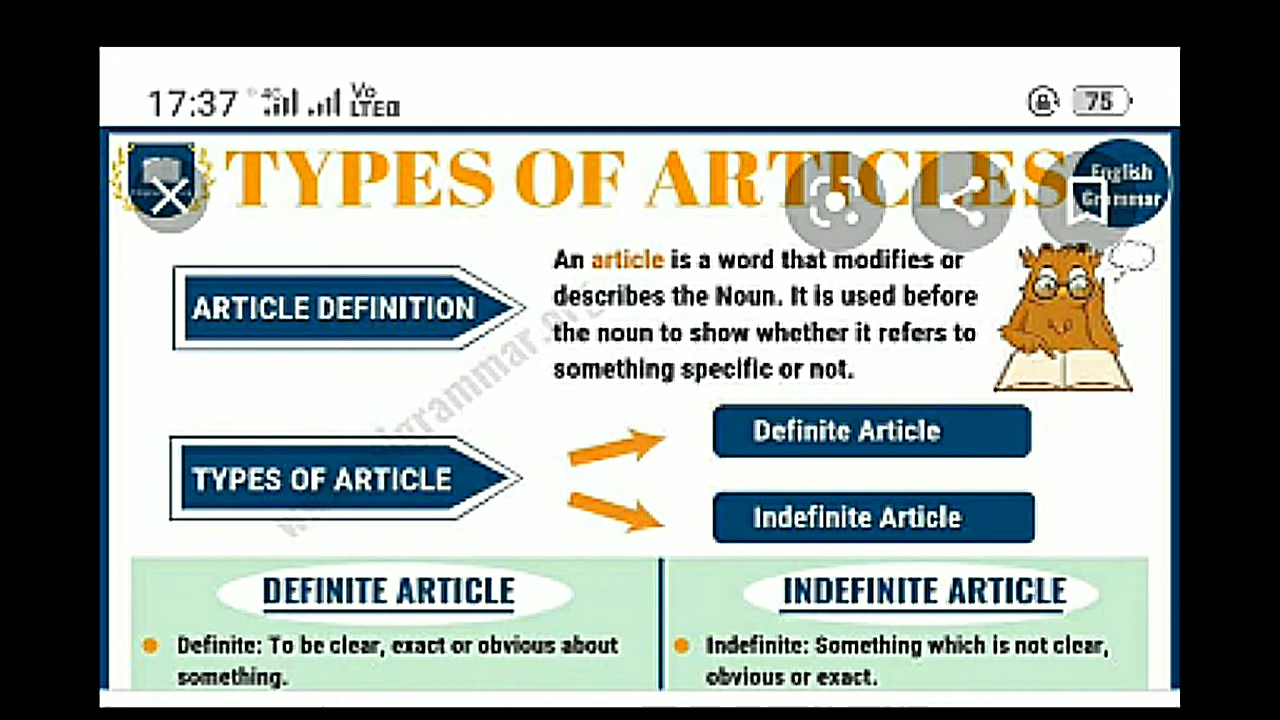 17:37 4G Vo LTE 75
TYPES OF ARTICLES
English
Grammar
ARTICLE DEFINITION
An article is a word that modifies or
describes the Noun. It is used before
the noun to show whether it refers to
something specific or not.
TYPES OF ARTICLE
Definite Article
Indefinite Article
DEFINITE ARTICLE
Definite: To be clear, exact or obvious about
something.
INDEFINITE ARTICLE
Indefinite: Something which is not clear,
obvious or exact.